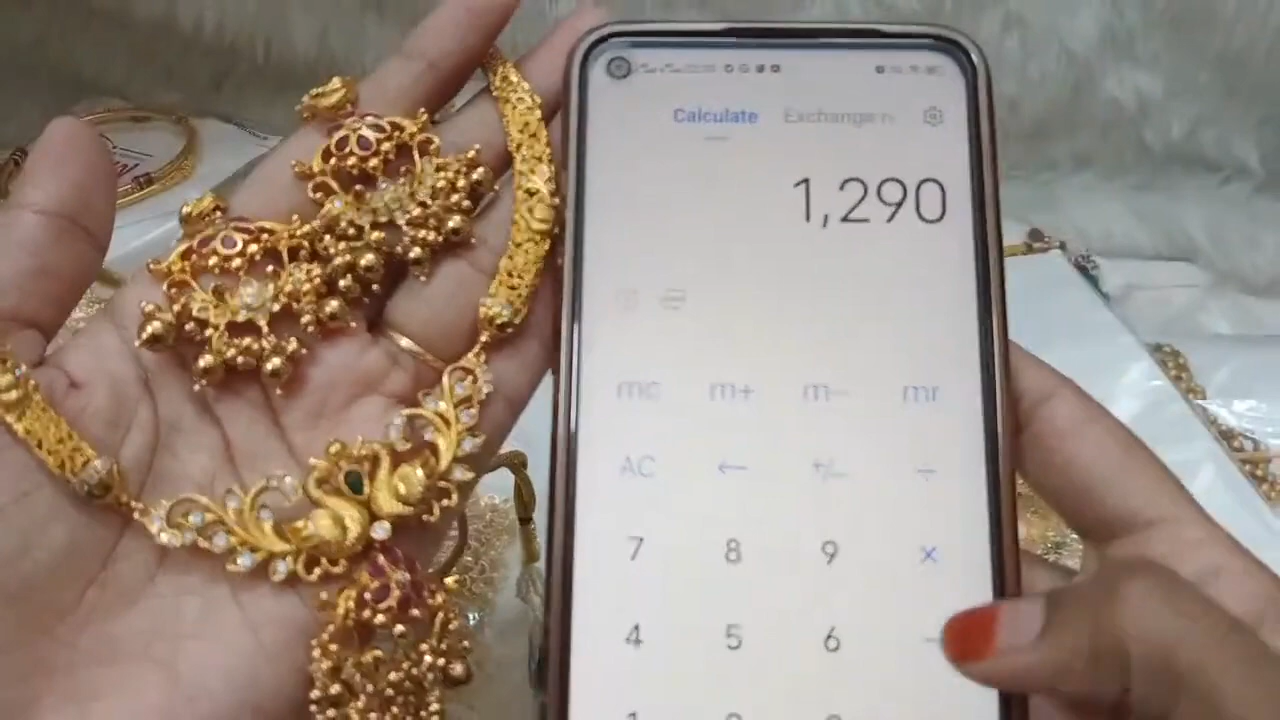 Calculate Exchange r
1,290
mc m+ m− mr
AC ← +/− ÷
7 8 9 ×
4 5 6 −